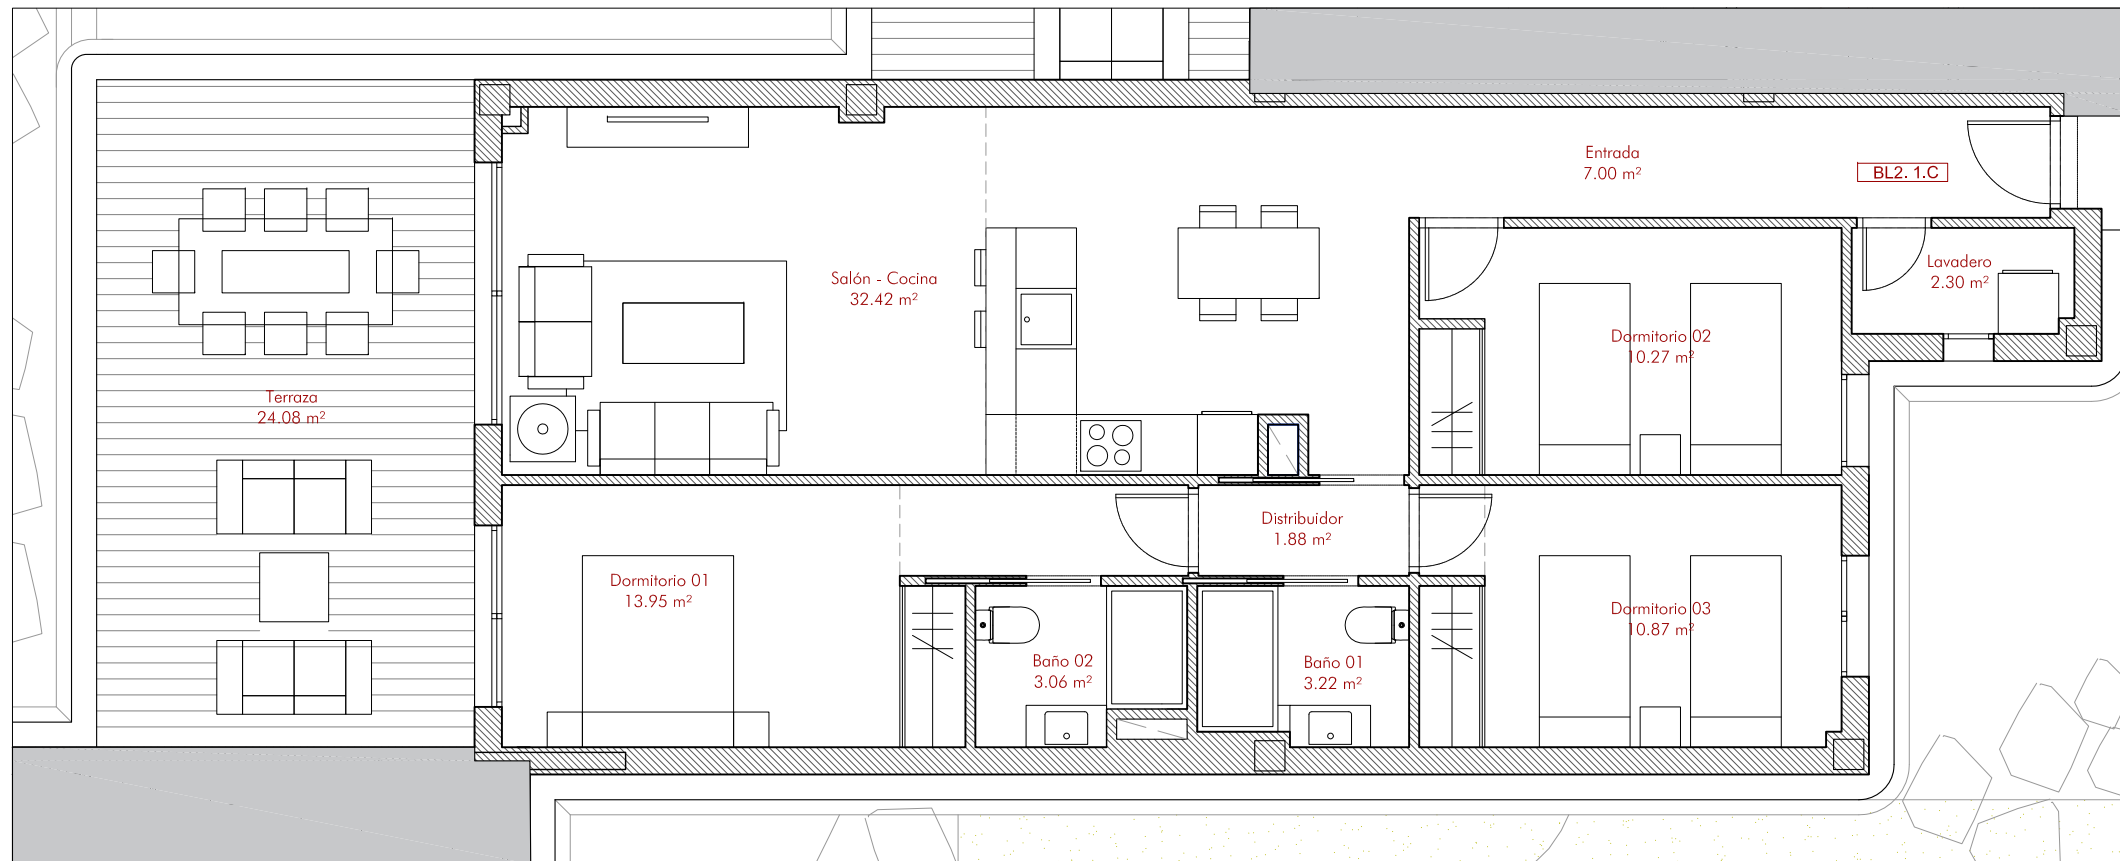 Entrada
7.00 m²
BL2. 1.C
Salón - Cocina
32.42 m²
Lavadero
2.30 m²
Dormitorio 02
10.27 m²
Terraza
24.08 m²
Distribuidor
1.88 m²
Dormitorio 01
13.95 m²
Dormitorio 03
10.87 m²
Baño 02
3.06 m²
Baño 01
3.22 m²